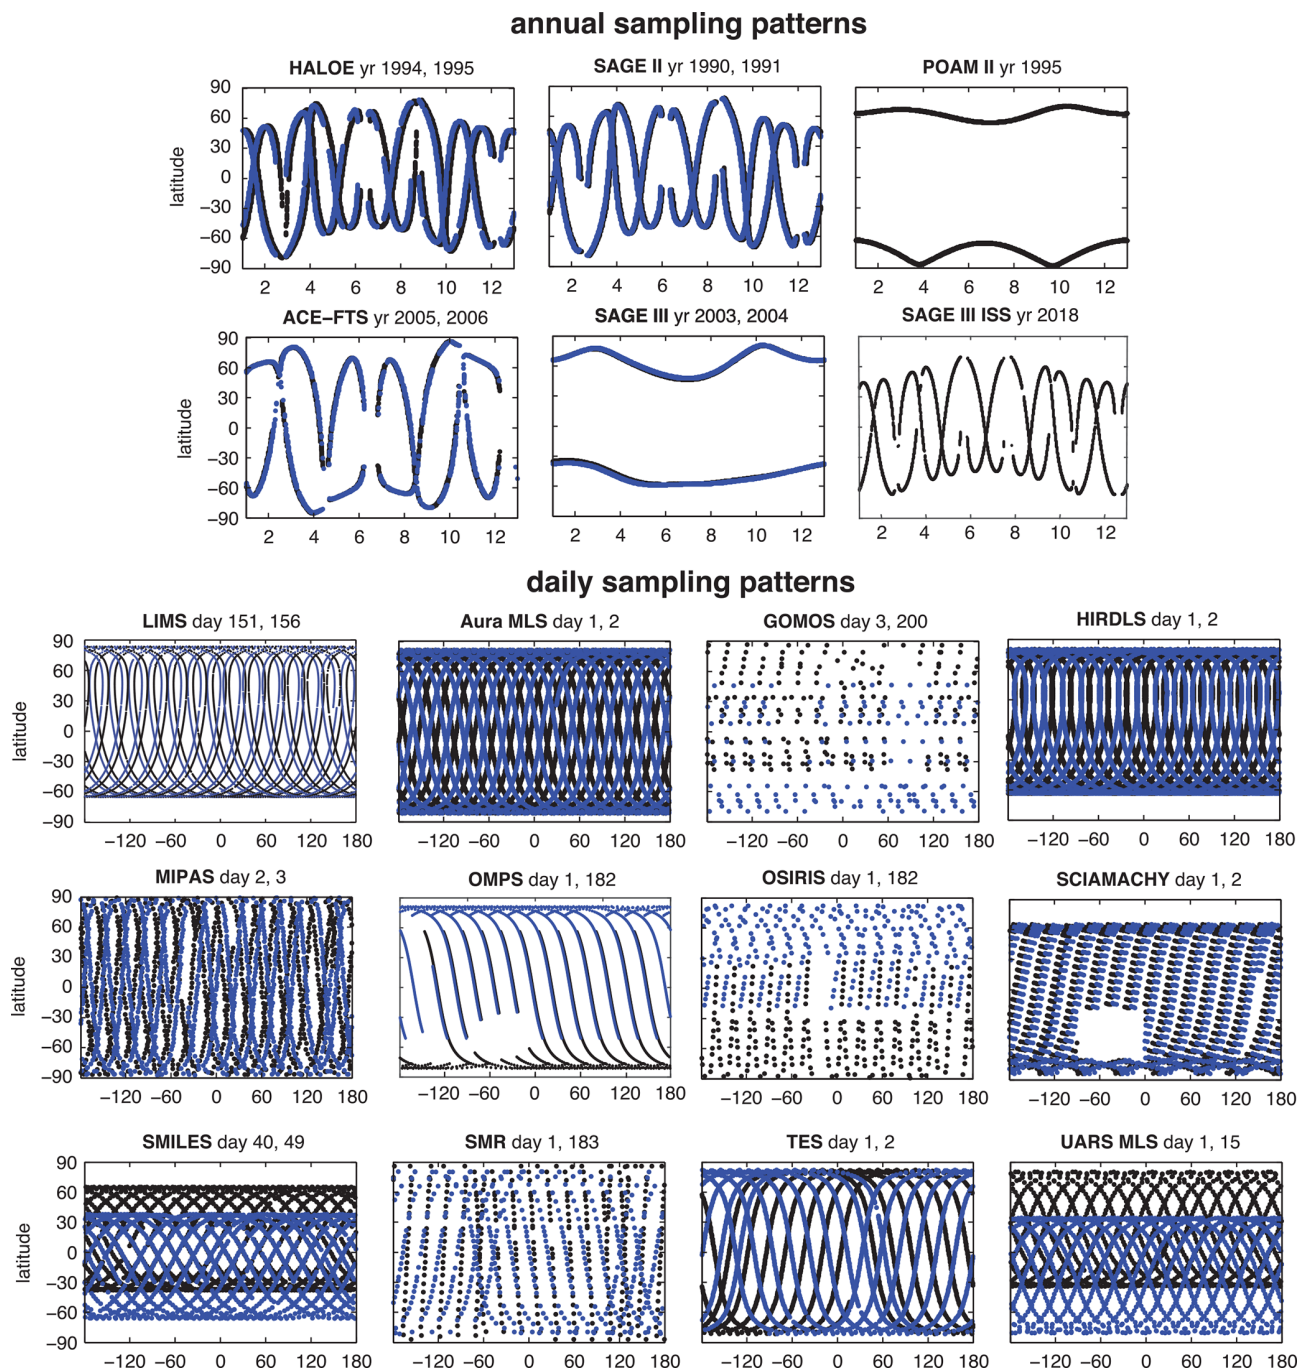 annual sampling patterns
HALOE yr 1994, 1995
SAGE II yr 1990, 1991
POAM II yr 1995
90
60
30
0
−30
−60
−90
latitude
2 4 6 8 10 12
2 4 6 8 10 12
2 4 6 8 10 12
ACE−FTS yr 2005, 2006
SAGE III yr 2003, 2004
SAGE III ISS yr 2018
90
60
30
0
−30
−60
−90
latitude
2 4 6 8 10 12
2 4 6 8 10 12
2 4 6 8 10 12
daily sampling patterns
LIMS day 151, 156
Aura MLS day 1, 2
GOMOS day 3, 200
HIRDLS day 1, 2
90
60
30
0
−30
−60
−90
latitude
−120 −60 0 60 120 180
−120 −60 0 60 120 180
−120 −60 0 60 120 180
−120 −60 0 60 120 180
MIPAS day 2, 3
OMPS day 1, 182
OSIRIS day 1, 182
SCIAMACHY day 1, 2
90
60
30
0
−30
−60
−90
latitude
−120 −60 0 60 120 180
−120 −60 0 60 120 180
−120 −60 0 60 120 180
−120 −60 0 60 120 180
SMILES day 40, 49
SMR day 1, 183
TES day 1, 2
UARS MLS day 1, 15
90
60
30
0
−30
−60
−90
latitude
−120 −60 0 60 120 180
−120 −60 0 60 120 180
−120 −60 0 60 120 180
−120 −60 0 60 120 180